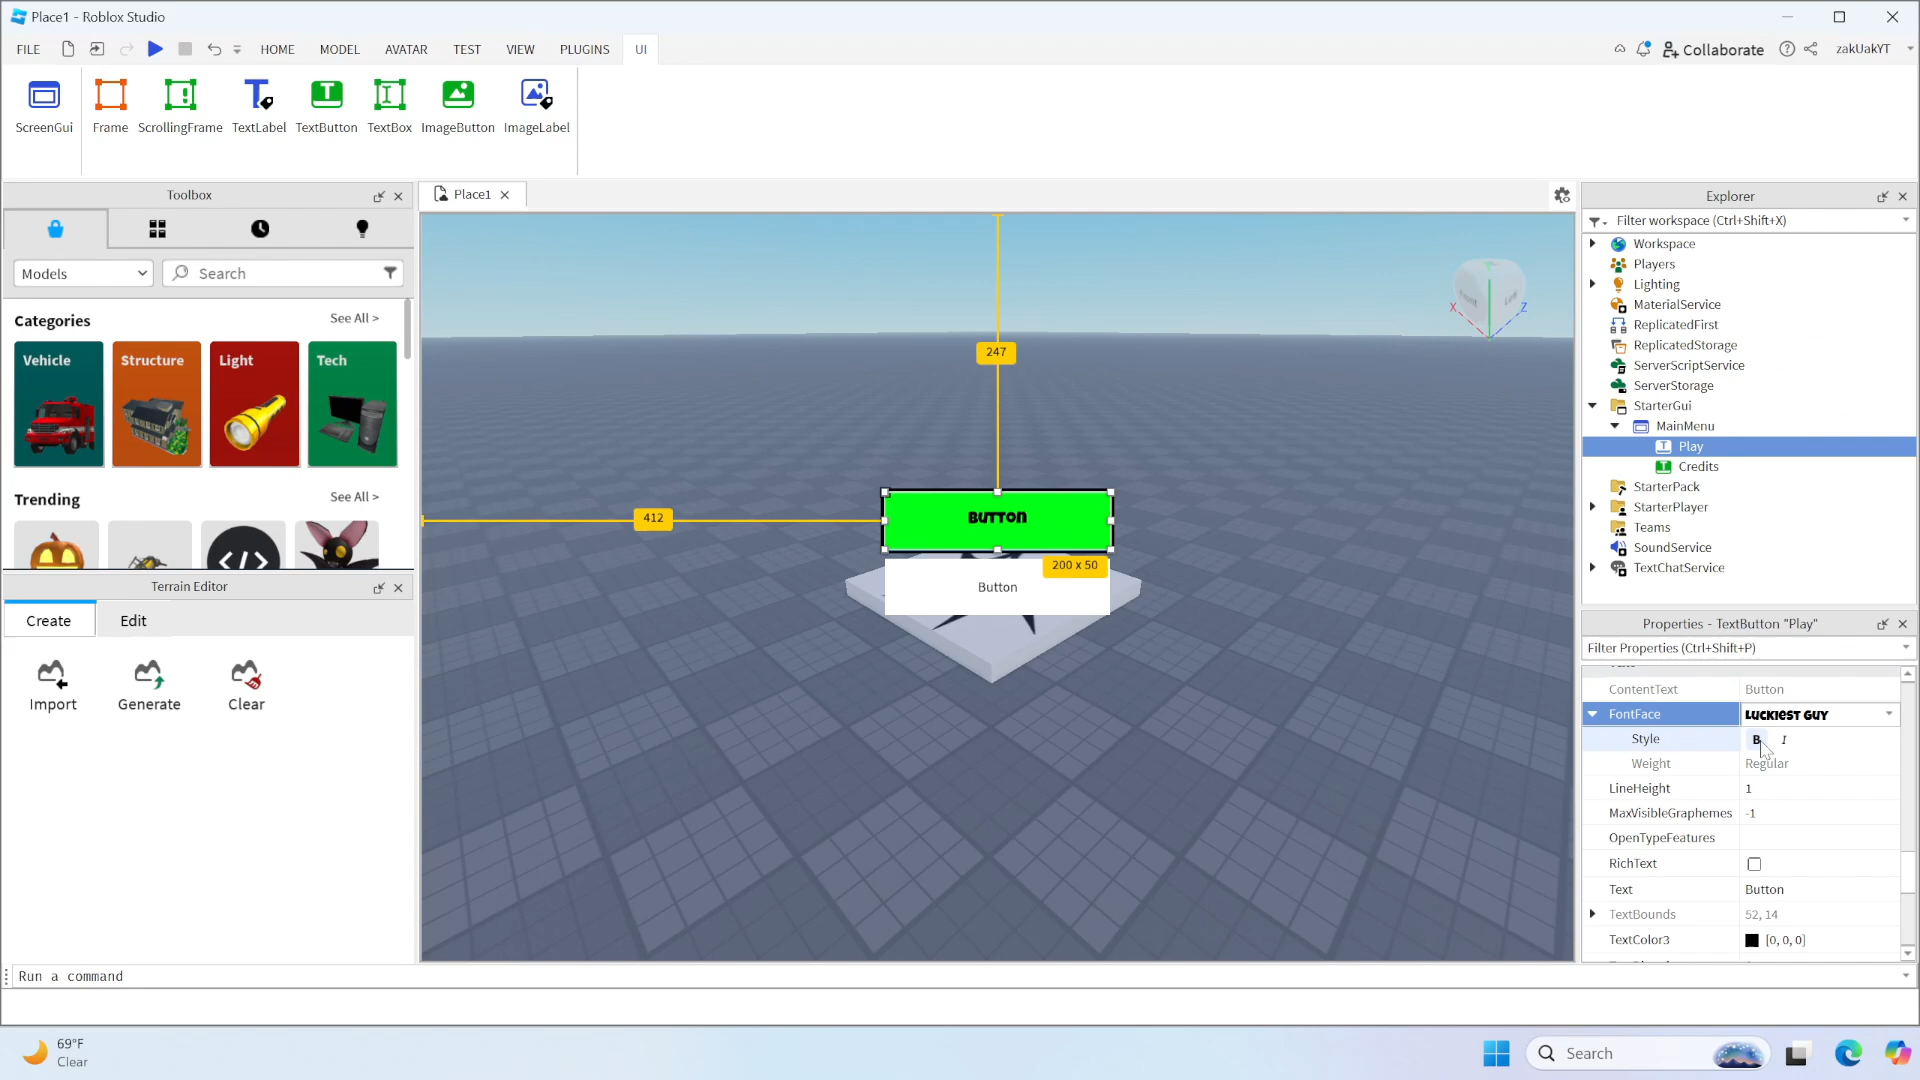 Place1 - Roblox Studio
FILE HOME MODEL AVATAR TEST VIEW PLUGINS UI Collaborate zakUakYT
ScreenGui Frame ScrollingFrame TextLabel TextButton TextBox ImageButton ImageLabel
Toolbox
Models
Search
Categories
See All >
Vehicle Structure Light Tech
Trending
See All >
Terrain Editor
Create Edit
Import Generate Clear
Place1
247
412
Button
200 x 50
Button
X Z
Explorer
Filter workspace (Ctrl+Shift+X)
Workspace
Players
Lighting
MaterialService
ReplicatedFirst
ReplicatedStorage
ServerScriptService
ServerStorage
StarterGui
MainMenu
Play
Credits
StarterPack
StarterPlayer
Teams
SoundService
TextChatService
Properties - TextButton "Play"
Filter Properties (Ctrl+Shift+P)
ContentText Button
FontFace Luckiest Guy
Style B I
Weight Regular
LineHeight 1
MaxVisibleGraphemes -1
OpenTypeFeatures
RichText
Text Button
TextBounds 52, 14
TextColor3 [0, 0, 0]
Run a command
69°F
Clear
Search